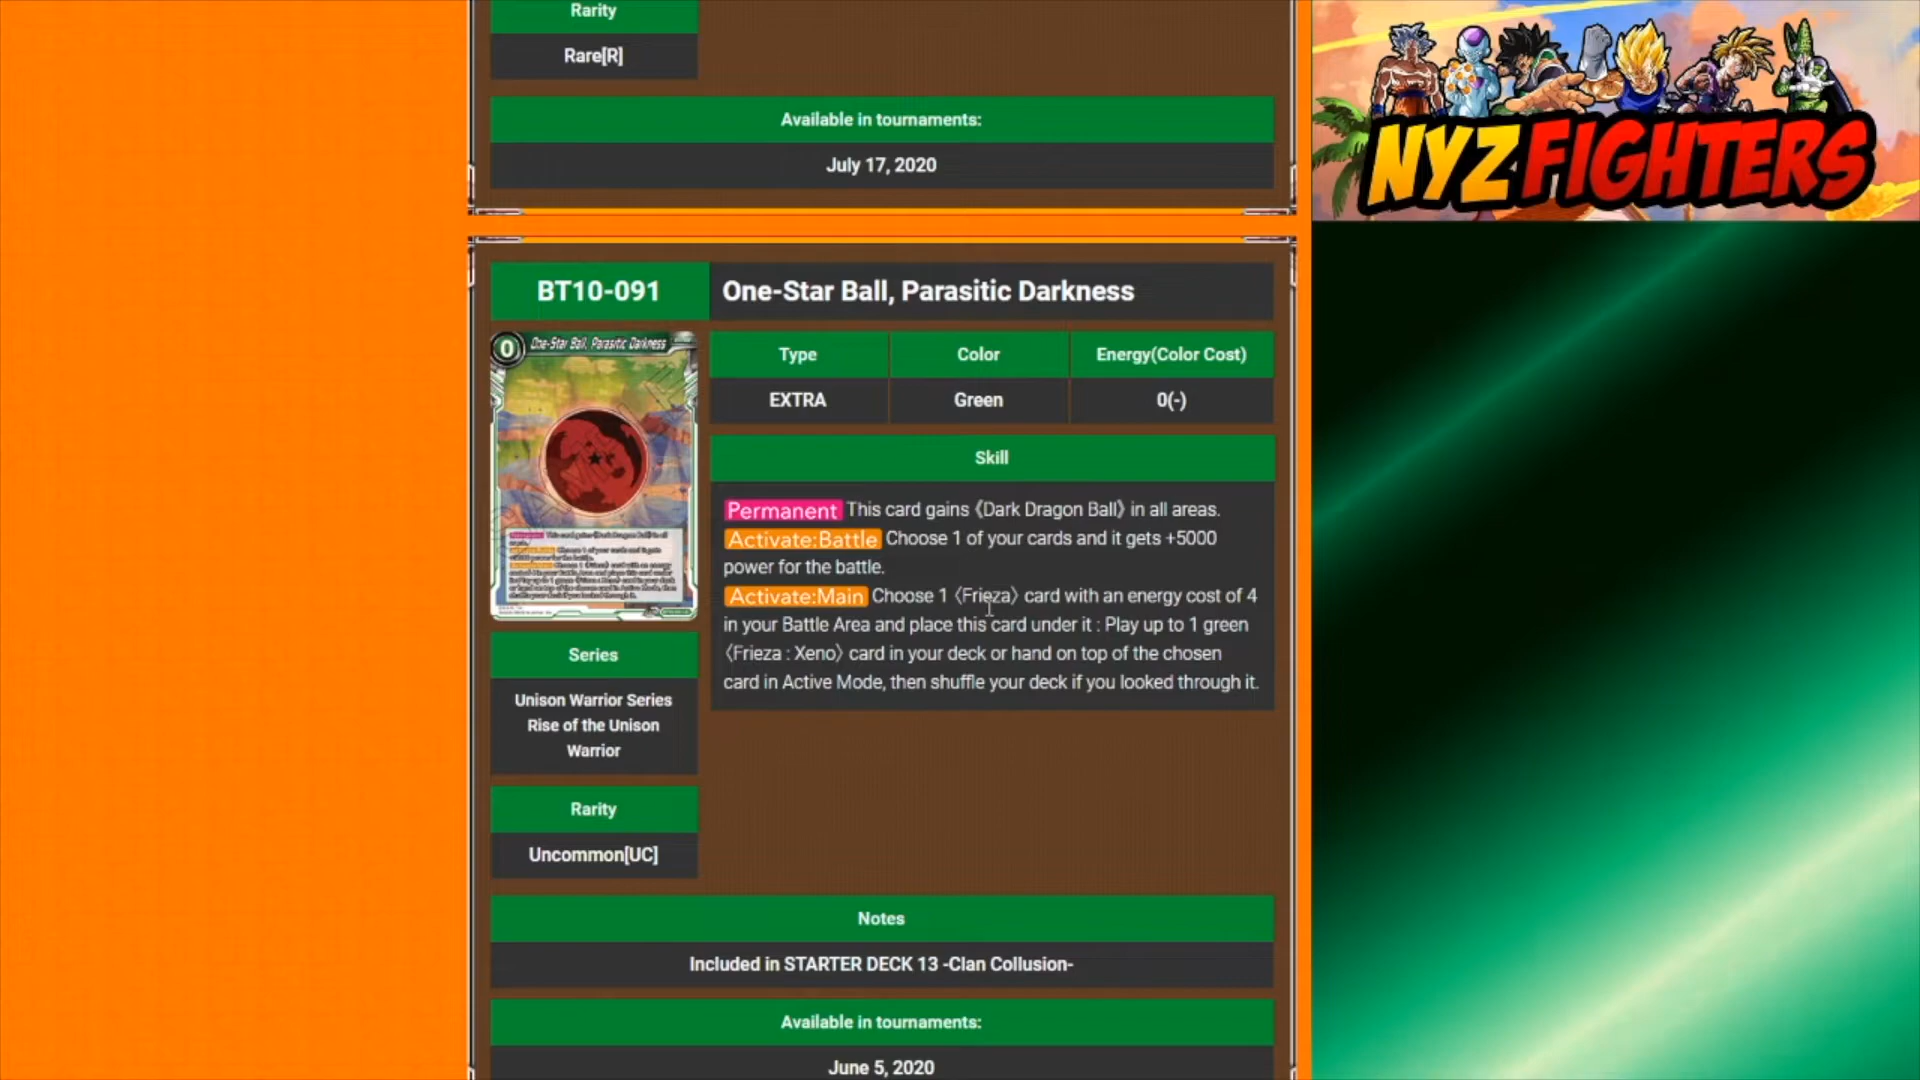 Rarity
Rare[R]
Available in tournaments:
July 17, 2020
NYZ FIGHTERS
BT10-091
One-Star Ball, Parasitic Darkness
0
One-Star Ball, Parasitic Darkness
Type
Color
Energy(Color Cost)
EXTRA
Green
0(-)
Skill
Permanent This card gains 《Dark Dragon Ball》 in all areas.
Activate:Battle Choose 1 of your cards and it gets +5000
power for the battle.
Activate:Main Choose 1 〈Frieza〉 card with an energy cost of 4
in your Battle Area and place this card under it : Play up to 1 green
〈Frieza : Xeno〉 card in your deck or hand on top of the chosen
card in Active Mode, then shuffle your deck if you looked through it.
Series
Unison Warrior Series
Rise of the Unison
Warrior
Rarity
Uncommon[UC]
Notes
Included in STARTER DECK 13 -Clan Collusion-
Available in tournaments:
June 5, 2020